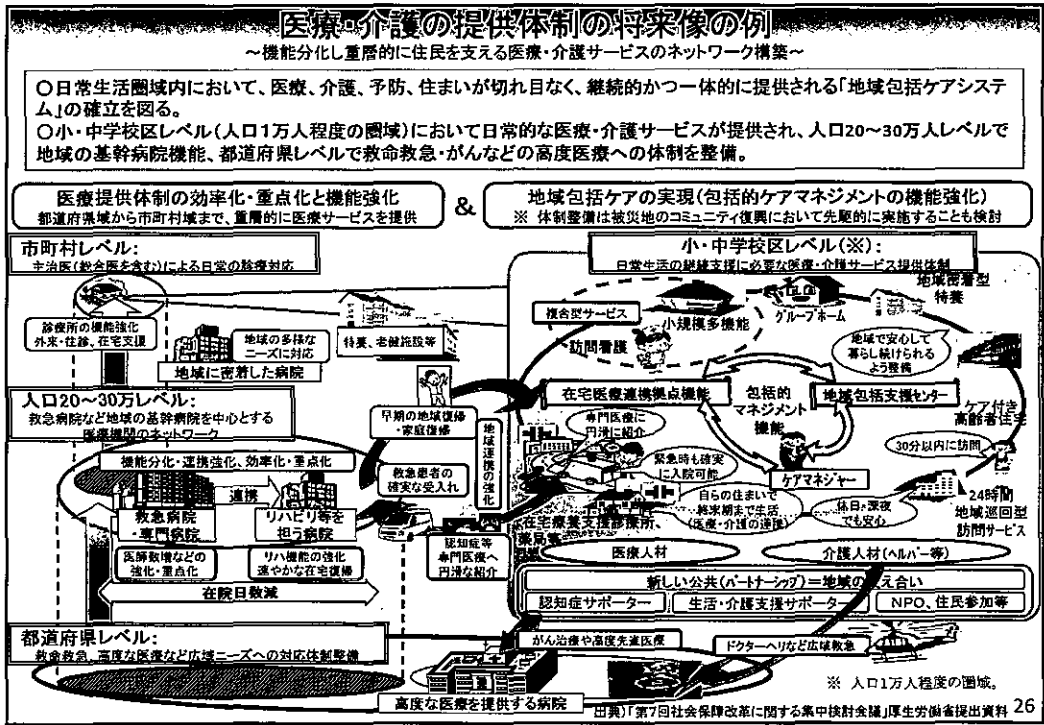 医療・介護の提供体制の将来像の例
～機能分化し重層的に住民を支える医療・介護サービスのネットワーク構築～
○日常生活圏域内において、医療、介護、予防、住まいが切れ目なく、継続的かつ一体的に提供される「地域包括ケアシステ
ム」の確立を図る。
○小・中学校区レベル(人口1万人程度の圏域)において日常的な医療・介護サービスが提供され、人口20～30万人レベルで
地域の基幹病院機能、都道府県レベルで救命救急・がんなどの高度医療への体制を整備。
医療提供体制の効率化・重点化と機能強化
都道府県域から市町村域まで、重層的に医療サービスを提供
&
地域包括ケアの実現(包括的ケアマネジメントの機能強化)
※ 体制整備は被災地のコミュニティ復興において先駆的に実施することも検討
市町村レベル:
主治医(総合医を含む)による日常の診療対応
診療所の機能強化
外来・往診、在宅支援
地域の多様な
ニーズに対応
地域に密着した病院
特養、老健施設等
人口20～30万レベル:
救急病院など地域の基幹病院を中心とする
医療機関のネットワーク
早期の地域復帰
・家庭復帰
地域連携の強化
機能分化・連携強化、効率化・重点化
連携
救急病院
・専門病院
リハビリ等を
担う病院
救急患者の
確実な受入れ
医師数増などの
強化・重点化
リハ機能の強化
速やかな在宅復帰
認知症等
専門医療へ
円滑な紹介
在院日数減
都道府県レベル:
救命救急、高度な医療など広域ニーズへの対応体制整備
高度な医療を提供する病院
がん治療や高度先進医療
ドクターヘリなど広域救急
小・中学校区レベル(※):
日常生活の継続支援に必要な医療・介護サービス提供体制
複合型サービス
小規模多機能
訪問看護
グループホーム
地域密着型
特養
地域で安心して
暮らし続けられる
よう整備
在宅医療連携拠点機能
包括的
マネジメント
機能
地域包括支援センター
ケア付き
高齢者住宅
専門医療に
円滑に紹介
緊急時も確実
に入院可能
ケアマネジャー
30分以内に訪問
在宅療養支援診療所、
薬局等
自らの住まいで
終末期まで生活
(医療・介護の連携)
休日・深夜
でも安心
24時間
地域巡回型
訪問サービス
医療人材
介護人材(ヘルパー等)
新しい公共(パートナーシップ)=地域の支え合い
認知症サポーター
生活・介護支援サポーター
NPO、住民参加等
※ 人口1万人程度の圏域。
出典)「第7回社会保障改革に関する集中検討会議」厚生労働省提出資料
26